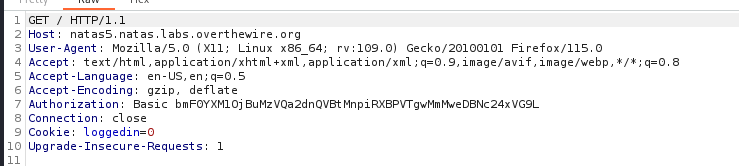 Pretty Raw Hex
1 GET / HTTP/1.1
2 Host: natas5.natas.labs.overthewire.org
3 User-Agent: Mozilla/5.0 (X11; Linux x86_64; rv:109.0) Gecko/20100101 Firefox/115.0
4 Accept: text/html,application/xhtml+xml,application/xml;q=0.9,image/avif,image/webp,*/*;q=0.8
5 Accept-Language: en-US,en;q=0.5
6 Accept-Encoding: gzip, deflate
7 Authorization: Basic bmF0YXM1OjBuMzVQa2dnQVBtMnpiRXBPVTgwMmMweDBNc24xVG9L
8 Connection: close
9 Cookie: loggedin=0
10 Upgrade-Insecure-Requests: 1
11